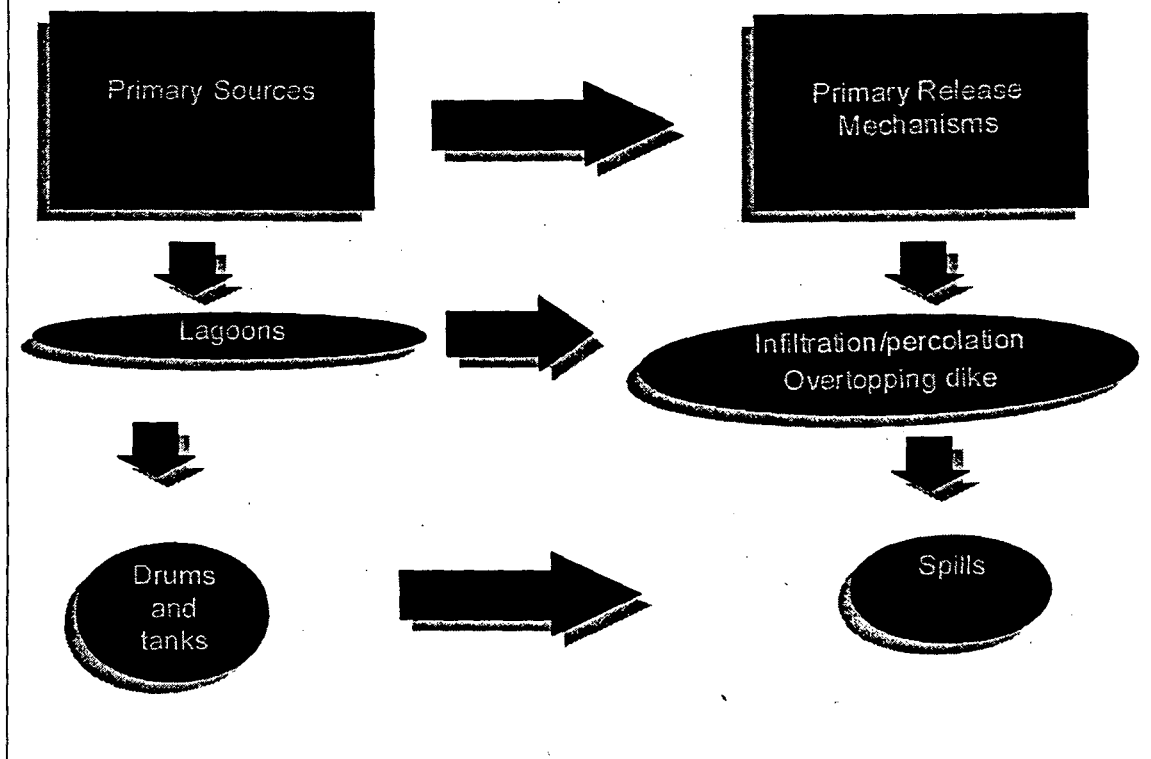 Primary Sources
Primary Release
Mechanisms
Lagoons
Infiltration/percolation
Overtopping dike
Drums
and
tanks
Spills